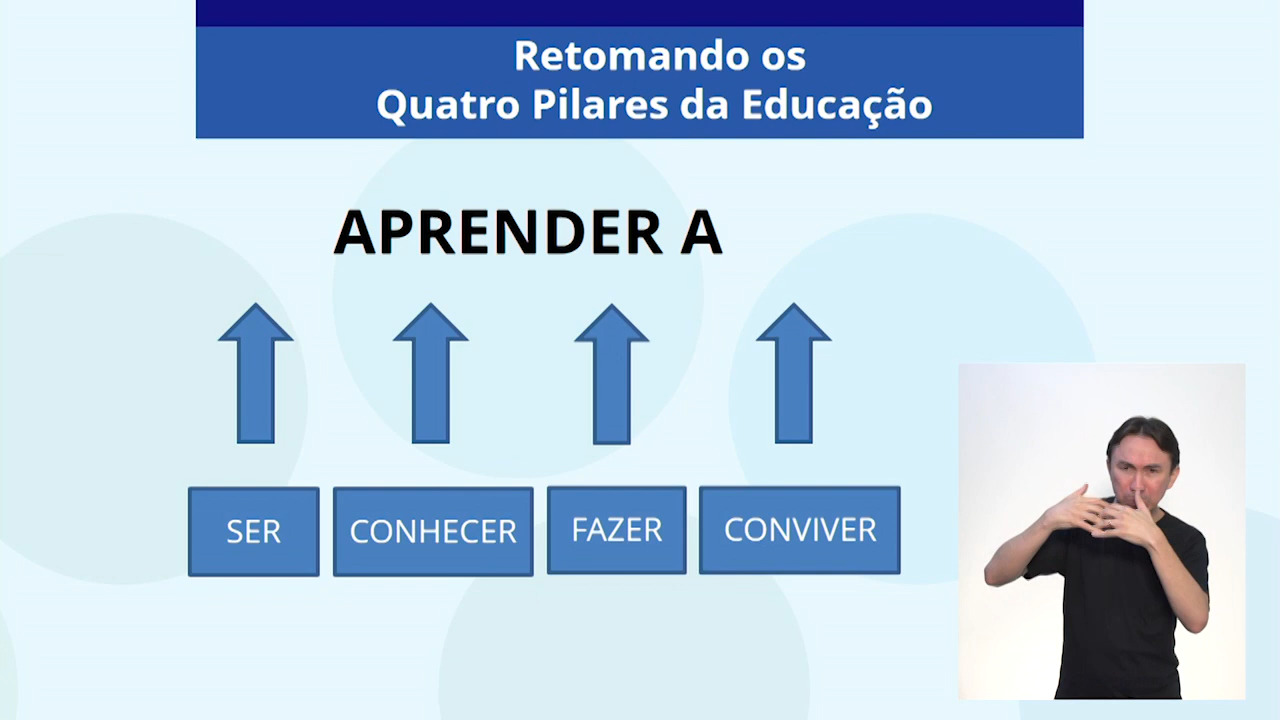 Retomando os
Quatro Pilares da Educação
APRENDER A
SER
CONHECER
FAZER
CONVIVER